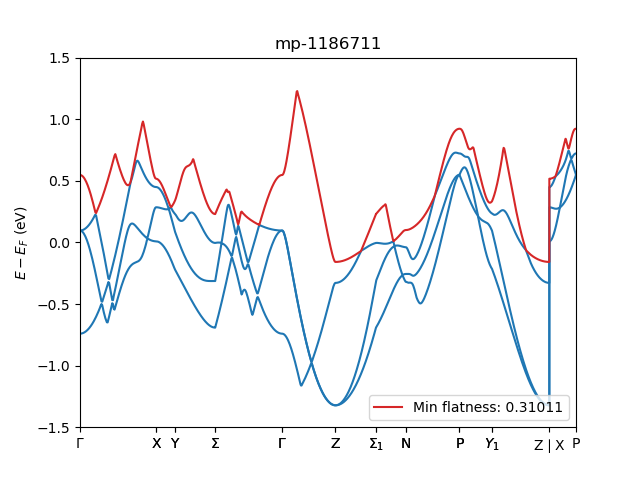 mp-1186711
E − E_F (eV)
1.5
1.0
0.5
0.0
−0.5
−1.0
−1.5
Min flatness: 0.31011
Γ X Y Σ Γ Z Σ₁ N P Y₁ Z | X P